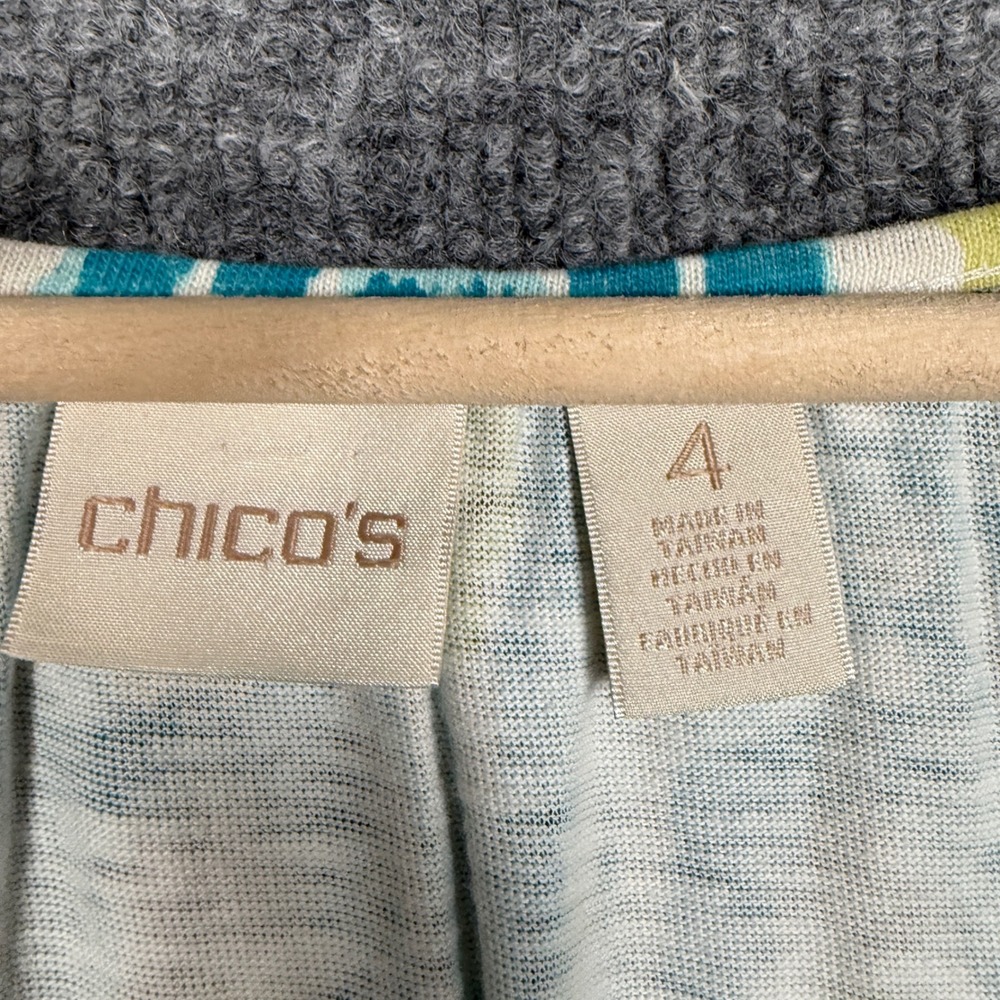 chico's
4
MADE IN
TAIWAN
HECHO EN
TAIWÁN
FABRIQUÉ EN
TAIWAN